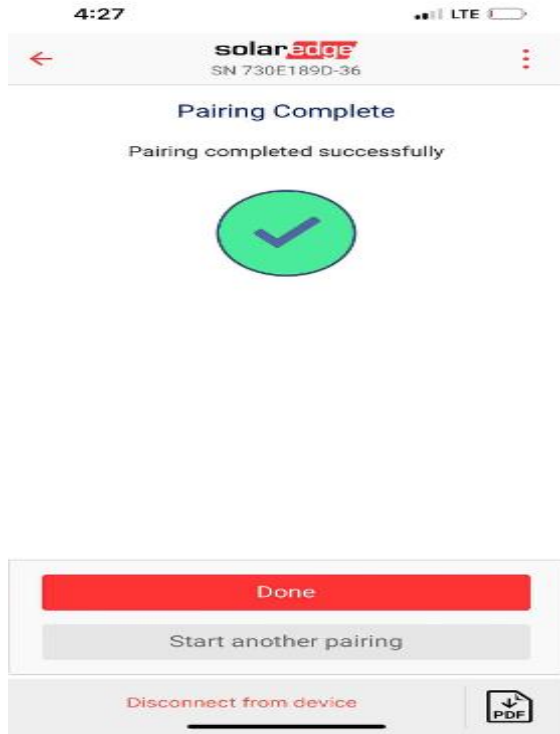 4:27
LTE
solaredge
SN 730E189D-36
Pairing Complete
Pairing completed successfully
Done
Start another pairing
Disconnect from device
PDF